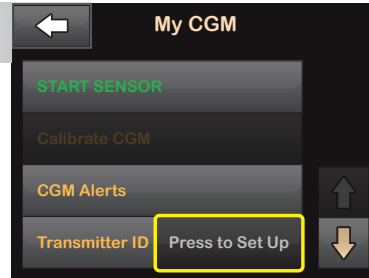 My CGM
START SENSOR
Calibrate CGM
CGM Alerts
Transmitter ID Press to Set Up